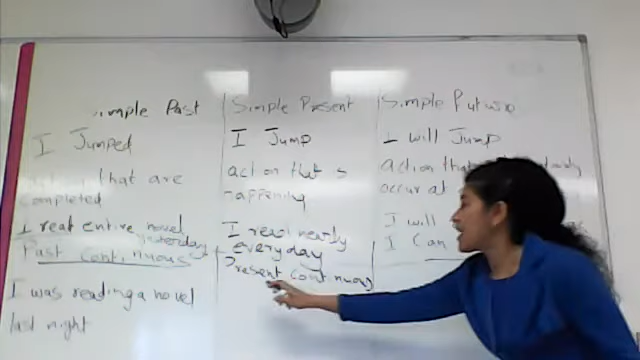 Simple Past
I Jumped
that are
completed
I reat entire novel
yesterday
Past continuous
I was reading a novel
last night
Simple Present
I Jump
action that is
happening
I read nearly
everyday
Present continuous
Simple Future
I will Jump
action that
occur at
I will
I can